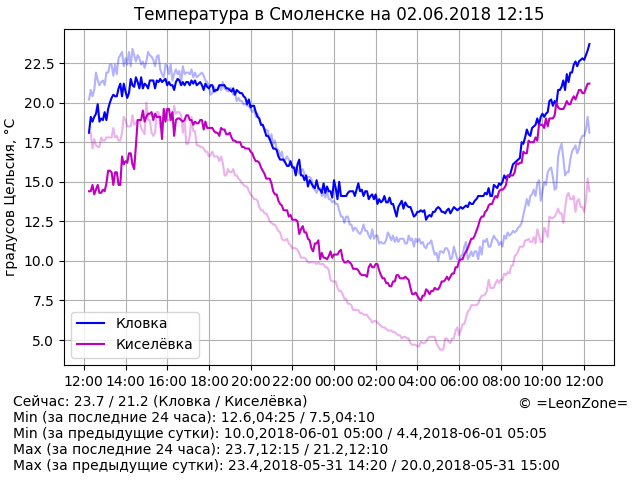 Температура в Смоленске на 02.06.2018 12:15
градусов Цельсия, °C
22.5
20.0
17.5
15.0
12.5
10.0
7.5
5.0
Кловка
Киселёвка
12:00 14:00 16:00 18:00 20:00 22:00 00:00 02:00 04:00 06:00 08:00 10:00 12:00
Сейчас: 23.7 / 21.2 (Кловка / Киселёвка)
© =LeonZone=
Min (за последние 24 часа): 12.6,04:25 / 7.5,04:10
Min (за предыдущие сутки): 10.0,2018-06-01 05:00 / 4.4,2018-06-01 05:05
Max (за последние 24 часа): 23.7,12:15 / 21.2,12:10
Max (за предыдущие сутки): 23.4,2018-05-31 14:20 / 20.0,2018-05-31 15:00